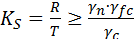 K_S = R/T ≥ γ_n·γ_fc/γ_c